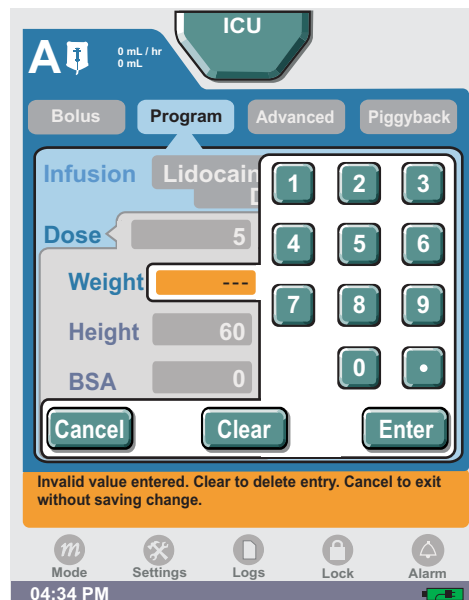 ICU
A
0 mL / hr
0 mL
Bolus
Program
Advanced
Piggyback
Infusion
Dose
5
Weight
---
Height
60
BSA
0
1
2
3
4
5
6
7
8
9
0
•
Cancel
Clear
Enter
Invalid value entered. Clear to delete entry. Cancel to exit
without saving change.
m
Mode
Settings
Logs
Lock
Alarm
04:34 PM